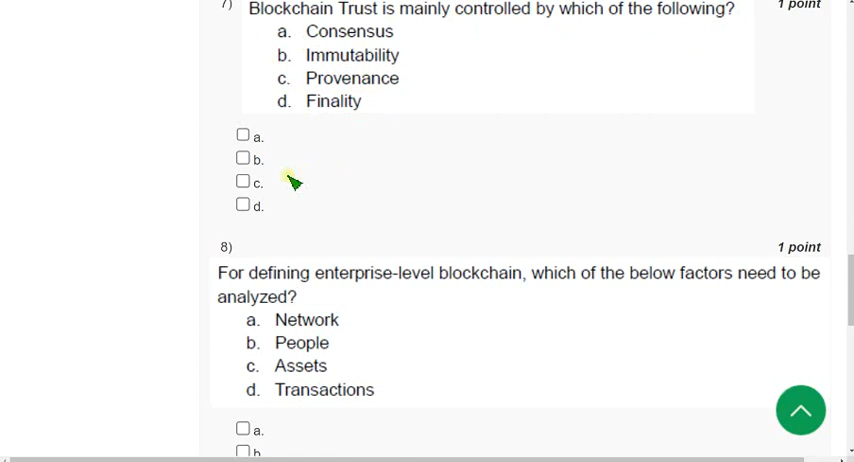 7) Blockchain Trust is mainly controlled by which of the following? 1 point
a. Consensus
b. Immutability
c. Provenance
d. Finality
a.
b.
c.
d.
8) 1 point
For defining enterprise-level blockchain, which of the below factors need to be
analyzed?
a. Network
b. People
c. Assets
d. Transactions
a.
b.